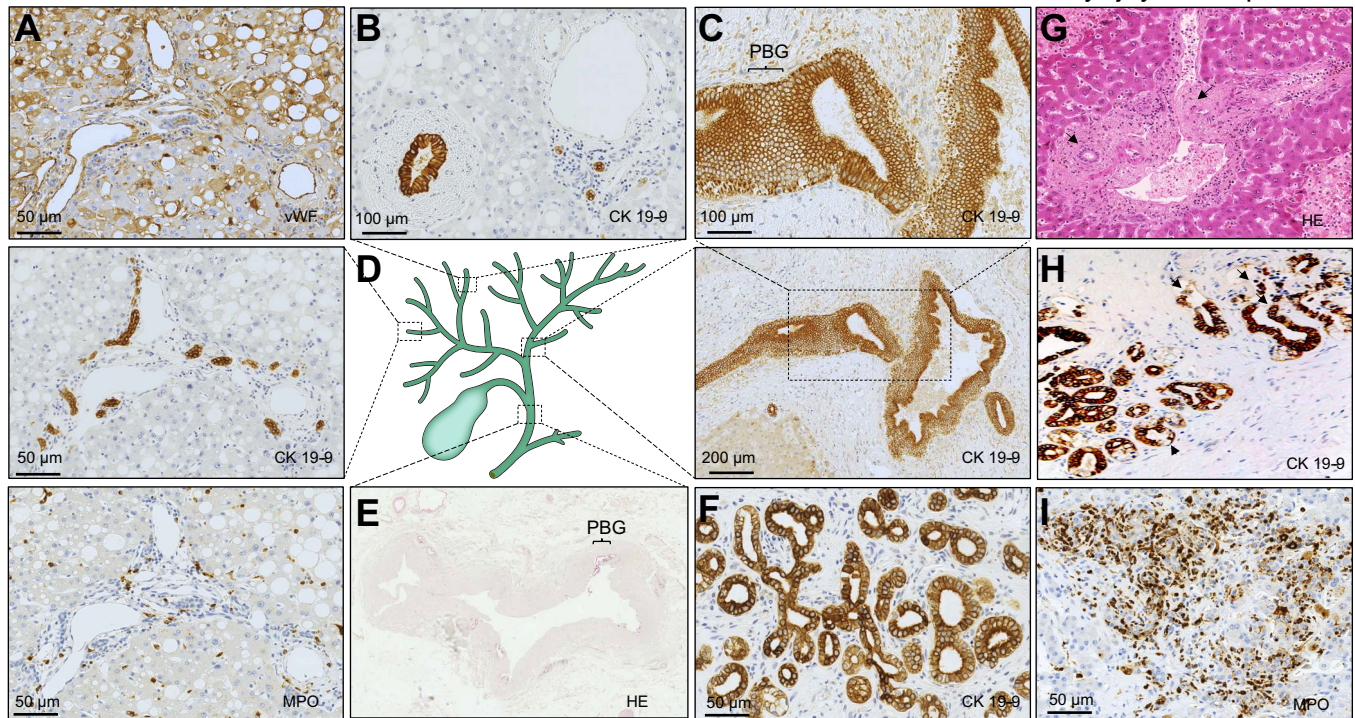 A
50 µm
vWF
B
100 µm
CK 19-9
C
PBG
100 µm
CK 19-9
G
HE
50 µm
CK 19-9
D
200 µm
CK 19-9
H
CK 19-9
50 µm
MPO
E
PBG
HE
F
50 µm
CK 19-9
I
50 µm
MPO